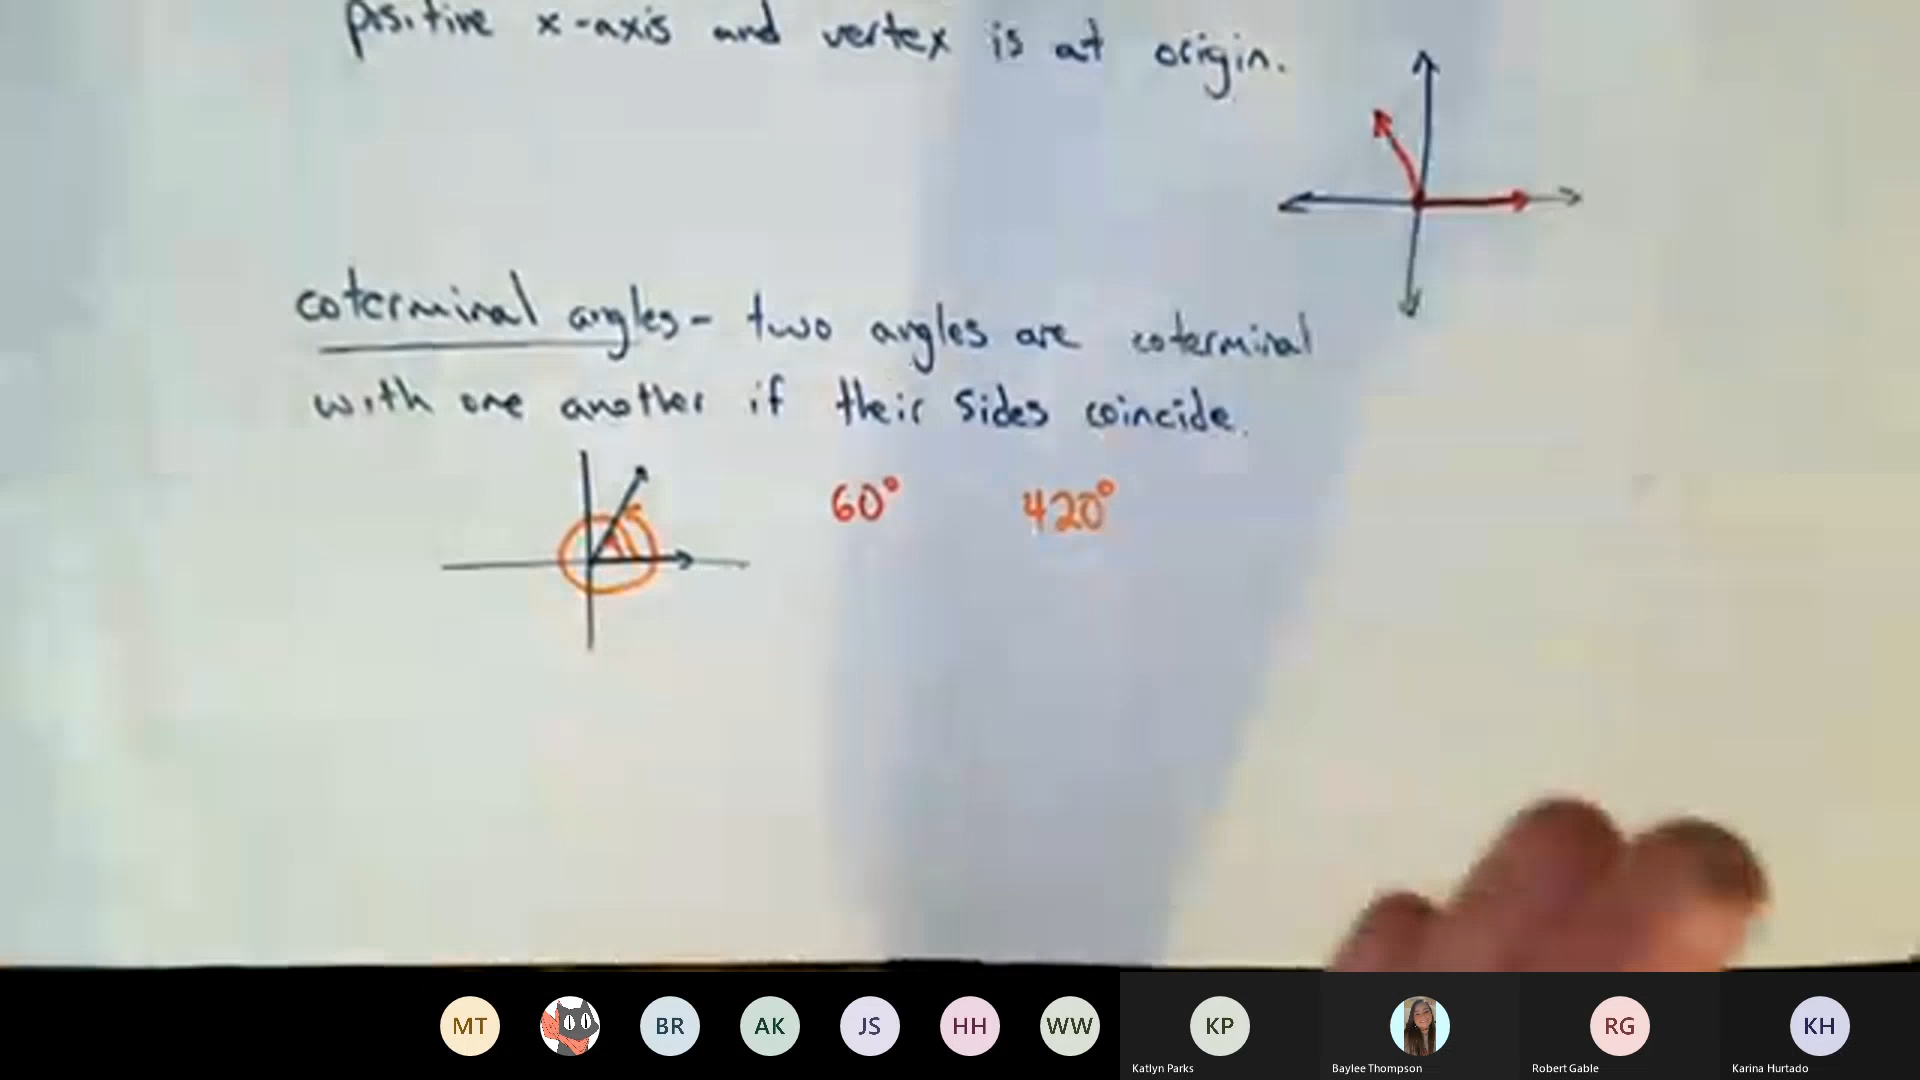 positive x-axis and vertex is at origin.
coterminal angles- two angles are coterminal
with one another if their sides coincide.
60° 420°
MT BR AK JS HH WW KP RG KH
Katlyn Parks Baylee Thompson Robert Gable Karina Hurtado